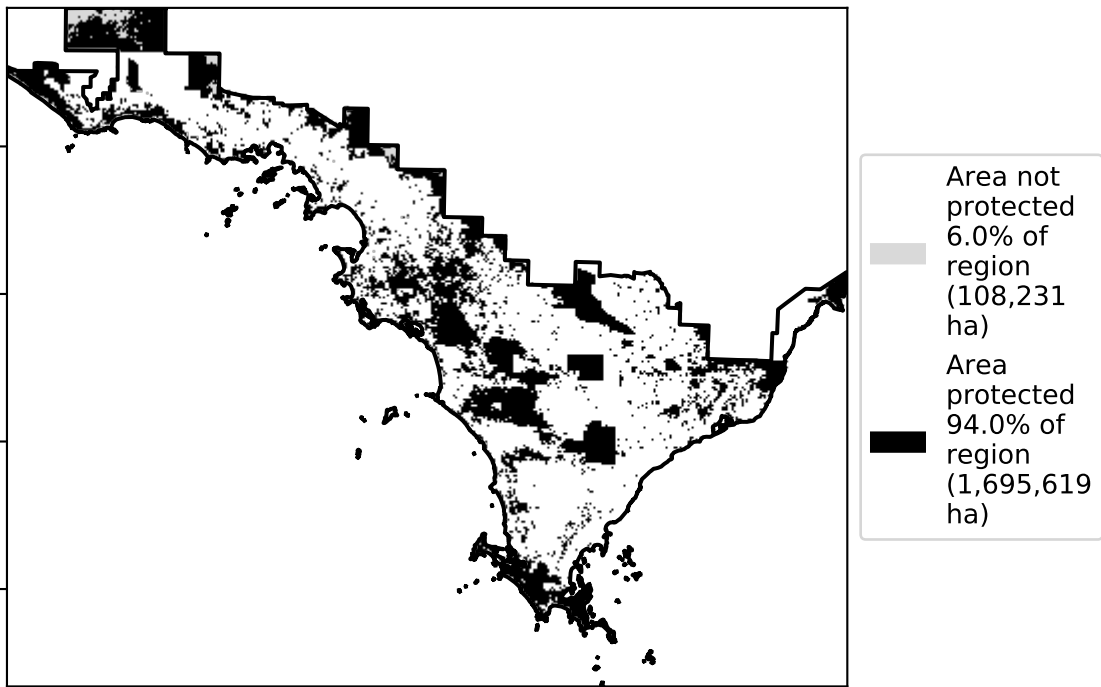 Area not
protected
6.0% of
region
(108,231
ha)
Area
protected
94.0% of
region
(1,695,619
ha)